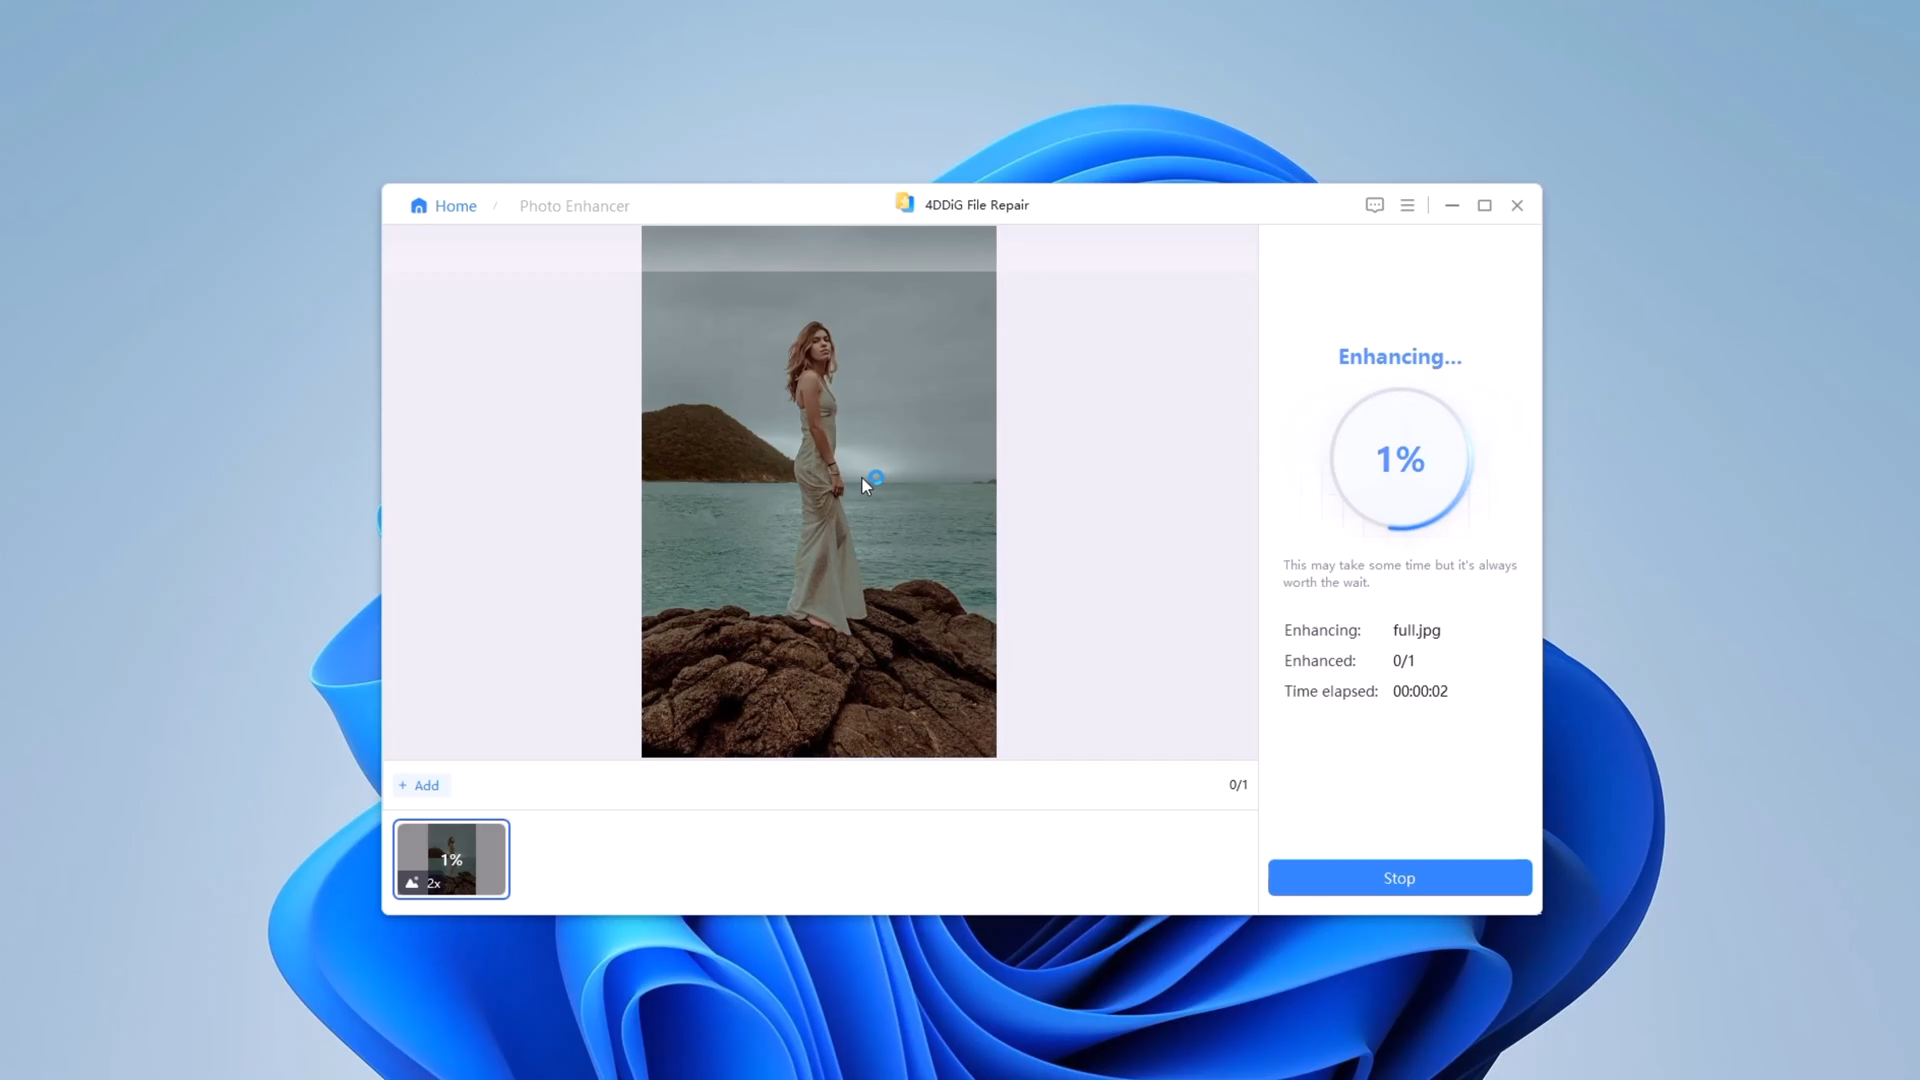 Home / Photo Enhancer
4DDiG File Repair
Enhancing...
1%
This may take some time but it's always
worth the wait.
Enhancing: full.jpg
Enhanced: 0/1
Time elapsed: 00:00:02
+ Add
0/1
1%
2x
Stop